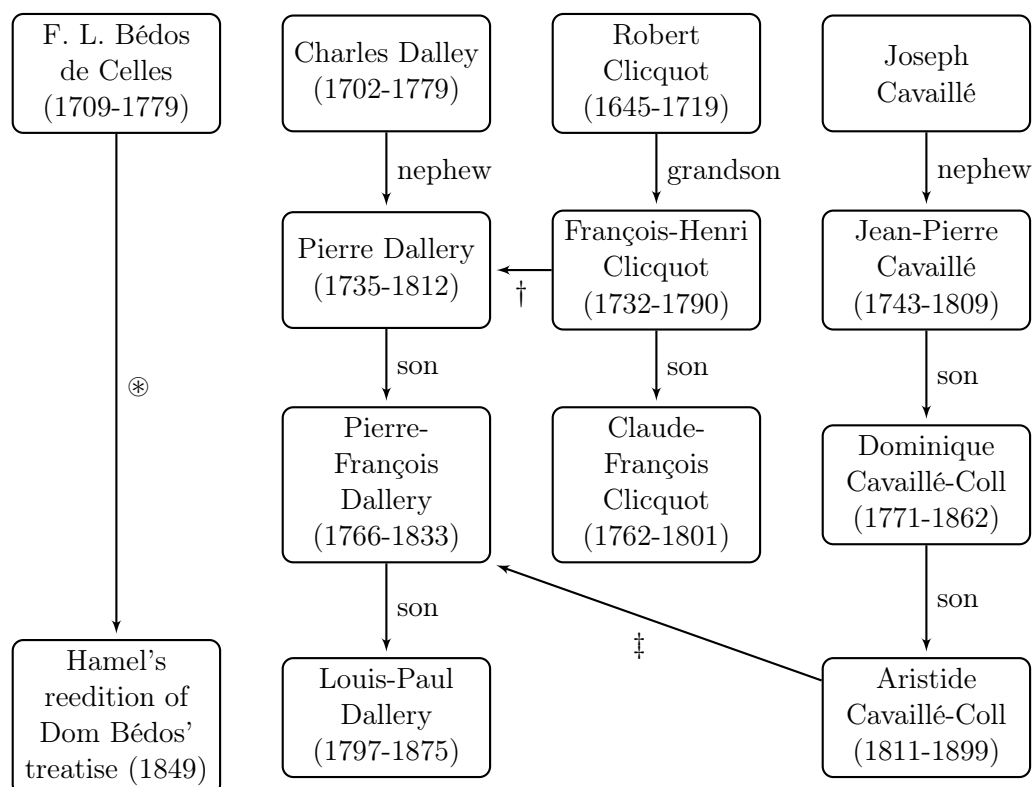 F. L. Bédos
de Celles
(1709-1779)
Charles Dalley
(1702-1779)
Robert
Clicquot
(1645-1719)
Joseph
Cavaillé
nephew
grandson
nephew
Pierre Dallery
(1735-1812)
†
François-Henri
Clicquot
(1732-1790)
Jean-Pierre
Cavaillé
(1743-1809)
⊛
son
son
Pierre-
François
Dallery
(1766-1833)
Claude-
François
Clicquot
(1762-1801)
Dominique
Cavaillé-Coll
(1771-1862)
son
‡
son
Hamel's
reedition of
Dom Bédos'
treatise (1849)
Louis-Paul
Dallery
(1797-1875)
Aristide
Cavaillé-Coll
(1811-1899)